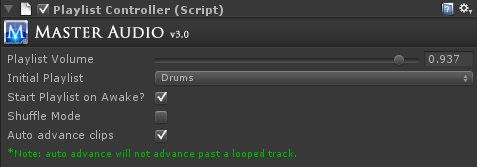 Playlist Controller (Script)
MASTER AUDIO v3.0
Playlist Volume 0.937
Initial Playlist Drums
Start Playlist on Awake?
Shuffle Mode
Auto advance clips
*Note: auto advance will not advance past a looped track.